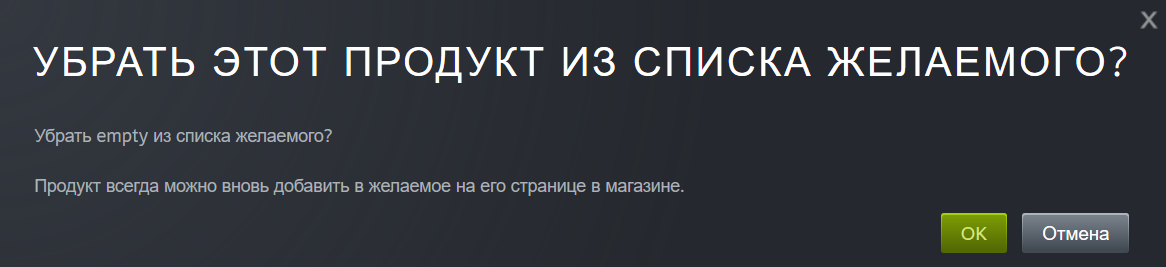 X
УБРАТЬ ЭТОТ ПРОДУКТ ИЗ СПИСКА ЖЕЛАЕМОГО?
Убрать empty из списка желаемого?
Продукт всегда можно вновь добавить в желаемое на его странице в магазине.
OK Отмена